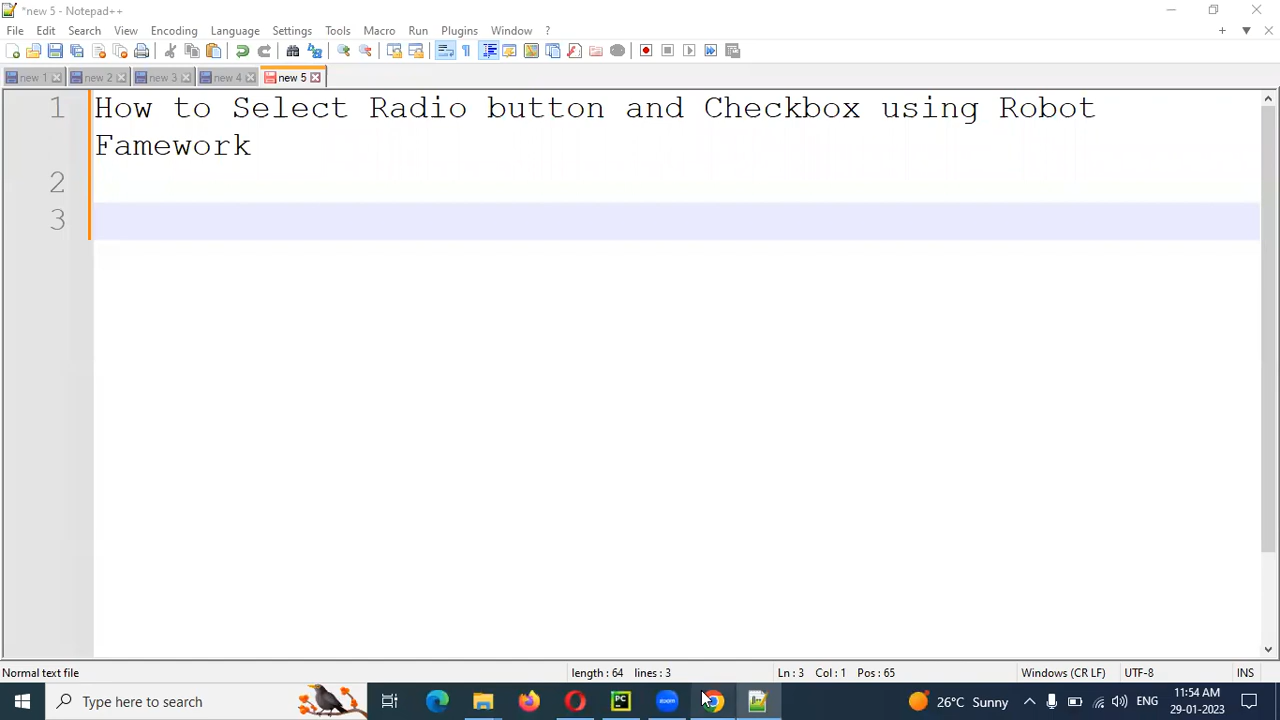 *new 5 - Notepad++
File Edit Search View Encoding Language Settings Tools Macro Run Plugins Window ?
new 1 new 2 new 3 new 4 new 5
1 How to Select Radio button and Checkbox using Robot
Famework
2
3
Normal text file length : 64 lines : 3 Ln : 3 Col : 1 Pos : 65 Windows (CR LF) UTF-8 INS
Type here to search PC zoom 26°C Sunny ENG 11:54 AM
29-01-2023